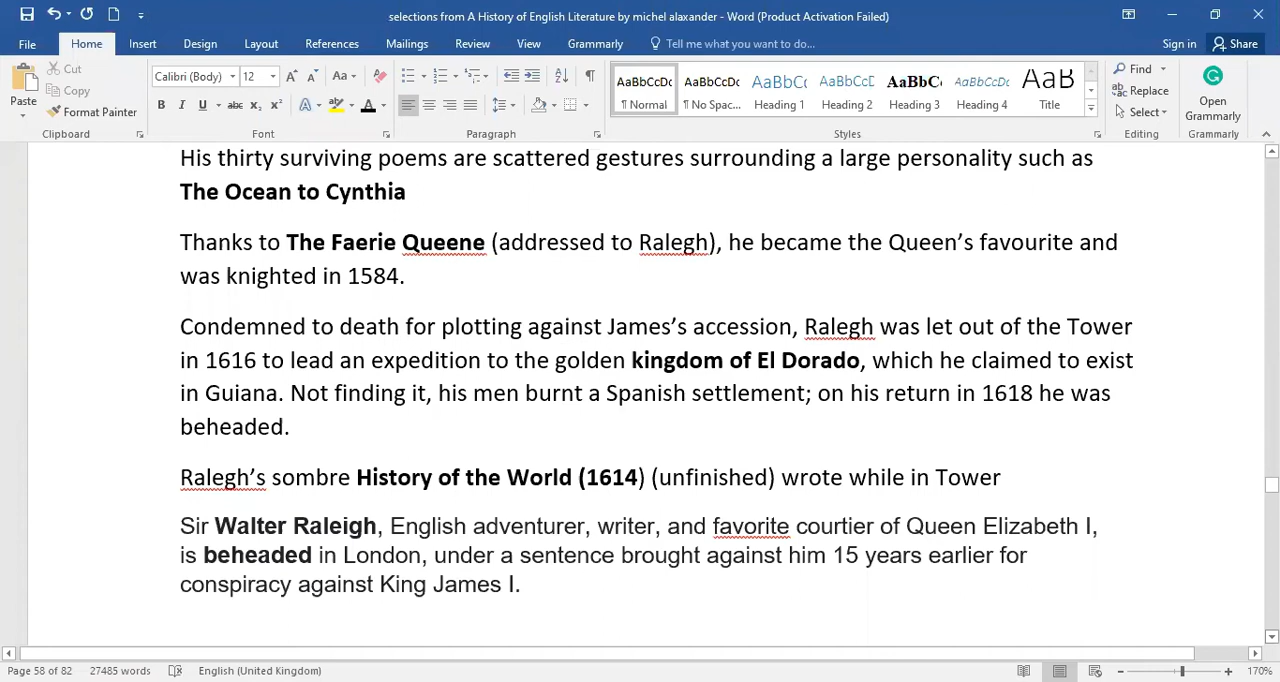 selections from A History of English Literature by michel alaxander - Word (Product Activation Failed)
File Home Insert Design Layout References Mailings Review View Grammarly Tell me what you want to do... Sign in Share
Paste Cut Copy Format Painter
Calibri (Body) 12
AaBbCcDc AaBbCcDc AaBbCc AaBbCcD AaBbC AaBbCcD AaB
¶ Normal ¶ No Spac... Heading 1 Heading 2 Heading 3 Heading 4 Title
Find Replace Select
Open Grammarly
Clipboard Font Paragraph Styles Editing Grammarly
His thirty surviving poems are scattered gestures surrounding a large personality such as
The Ocean to Cynthia
Thanks to The Faerie Queene (addressed to Ralegh), he became the Queen’s favourite and
was knighted in 1584.
Condemned to death for plotting against James’s accession, Ralegh was let out of the Tower
in 1616 to lead an expedition to the golden kingdom of El Dorado, which he claimed to exist
in Guiana. Not finding it, his men burnt a Spanish settlement; on his return in 1618 he was
beheaded.
Ralegh’s sombre History of the World (1614) (unfinished) wrote while in Tower
Sir Walter Raleigh, English adventurer, writer, and favorite courtier of Queen Elizabeth I,
is beheaded in London, under a sentence brought against him 15 years earlier for
conspiracy against King James I.
Page 58 of 82 27485 words English (United Kingdom) 170%